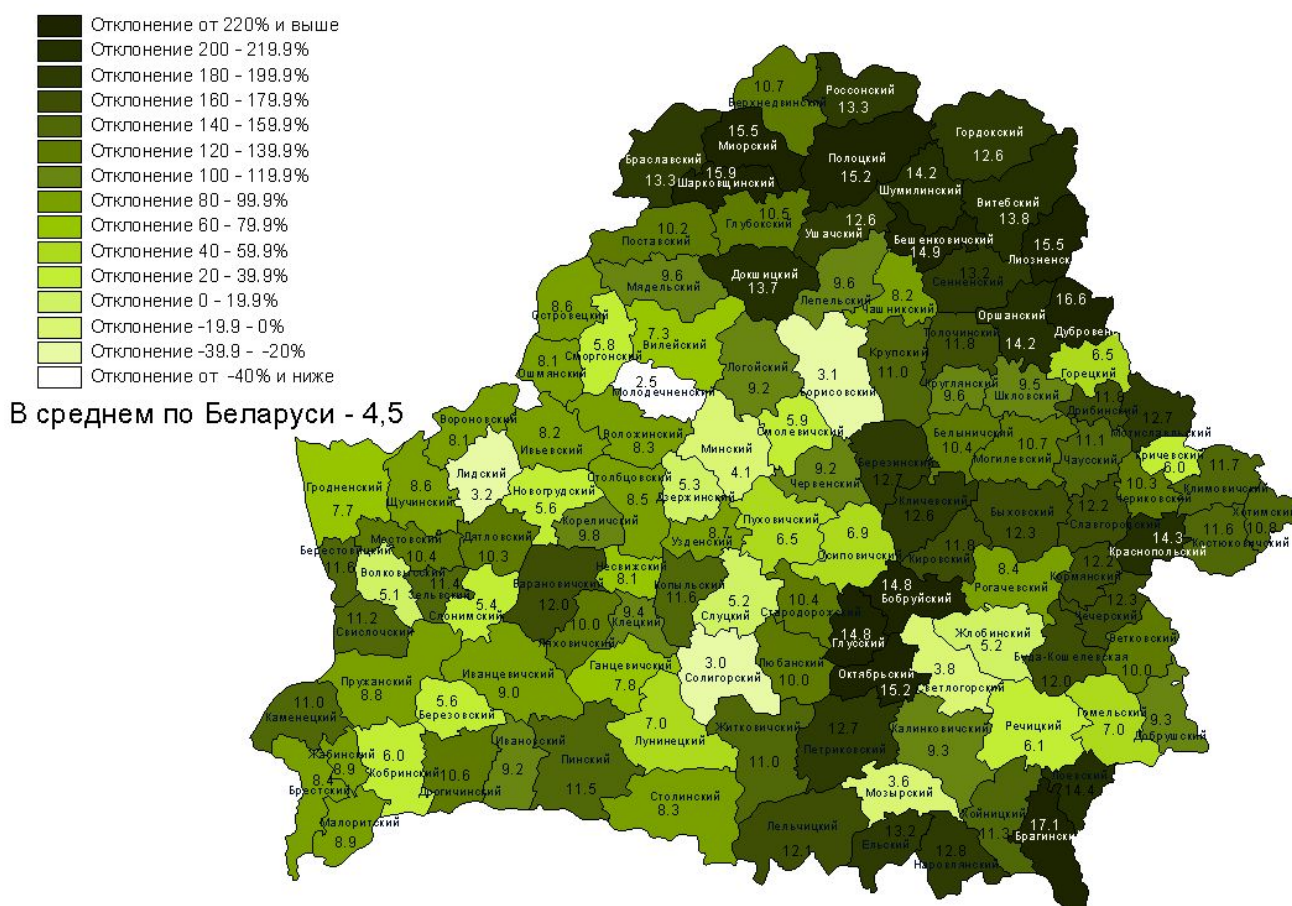 Отклонение от 220% и выше
Отклонение 200 - 219.9%
Отклонение 180 - 199.9%
Отклонение 160 - 179.9%
Отклонение 140 - 159.9%
Отклонение 120 - 139.9%
Отклонение 100 - 119.9%
Отклонение 80 - 99.9%
Отклонение 60 - 79.9%
Отклонение 40 - 59.9%
Отклонение 20 - 39.9%
Отклонение 0 - 19.9%
Отклонение -19.9 - 0%
Отклонение -39.9 - -20%
Отклонение от -40% и ниже
В среднем по Беларуси - 4,5
10.7
Верхнедвинский
Россонский
13.3
15.5
Миорский
Гордокский
12.6
Браславский
13.3
15.9
Шарковщинский
Полоцкий
15.2
14.2
Шумилинский
Витебский
13.8
10.2
Поставский
10.5
Глубокский
12.6
Ушачский
Бешенковичский
14.9
15.5
Лиозненск
9.6
Мядельский
Докшицкий
13.7
9.6
Лепельский
8.2
Чашникский
13.2
Сенненский
8.6
Островецкий
Оршанский
14.2
16.6
Дубровенс
5.8
Сморгонский
7.3
Вилейский
8.1
Ошмянский
2.5
Молодечненский
Логойский
9.2
3.1
Борисовский
Крупский
11.0
Толочинский
11.8
6.5
Горецкий
Круглянский
9.6
9.5
Шкловский
11.8
Дрибинский
12.7
Мстиславльский
Вороновский
8.1
8.2
Ивьевский
Воложинский
8.3
Минский
4.1
5.9
Смолевичский
Белыничский
10.4
10.7
Могилевский
11.1
Чаусский
Кричевский
6.0
11.7
Климовичский
Гродненский
7.7
8.6
Щучинский
Лидский
3.2
Новогрудский
5.6
Столбцовский
8.5
5.3
Дзержинский
9.2
Червенский
Березинский
12.7
10.3
Чериковский
Хотимский
10.8
Кореличский
9.8
Пуховичский
6.5
6.9
Осиповичский
Кличевский
12.6
Быховский
12.3
12.2
Славгородский
14.3
Краснопольский
11.6
Костюковичский
Берестовицкий
11.6
Мостовский
10.4
Дятловский
10.3
8.7
Узденский
11.8
Кировский
Волковысский
5.1
11.4
Зельвский
5.4
Слонимский
Барановичский
12.0
Несвижский
8.1
Копыльский
11.6
5.2
Слуцкий
10.4
Стародорожский
14.8
Бобруйский
8.4
Рогачевский
12.2
Кормянский
11.2
Свислочский
10.0
Ляховичский
9.4
Клецкий
14.8
Глусский
Жлобинский
5.2
12.3
Чечерский
Ветковский
10.0
Пружанский
8.8
Иванцевичский
9.0
Ганцевичский
7.8
3.0
Солигорский
Любанский
10.0
Октябрьский
15.2
3.8
Светлогорский
Буда-Кошелевская
12.0
11.0
Каменецкий
5.6
Березовский
7.0
Лунинецкий
Житковичский
11.0
12.7
Петриковский
Калинковичский
9.3
Речицкий
6.1
Гомельский
7.0
9.3
Добрушский
Жабинский
8.9
6.0
Кобринский
10.6
Дрогичинский
Ивановский
9.2
Пинский
11.5
8.4
Брестский
Малоритский
8.9
Столинский
8.3
3.6
Мозырский
Лоевский
14.4
Лельчицкий
12.1
13.2
Ельский
12.8
Наровлянский
Хойницкий
11.3
17.1
Брагински